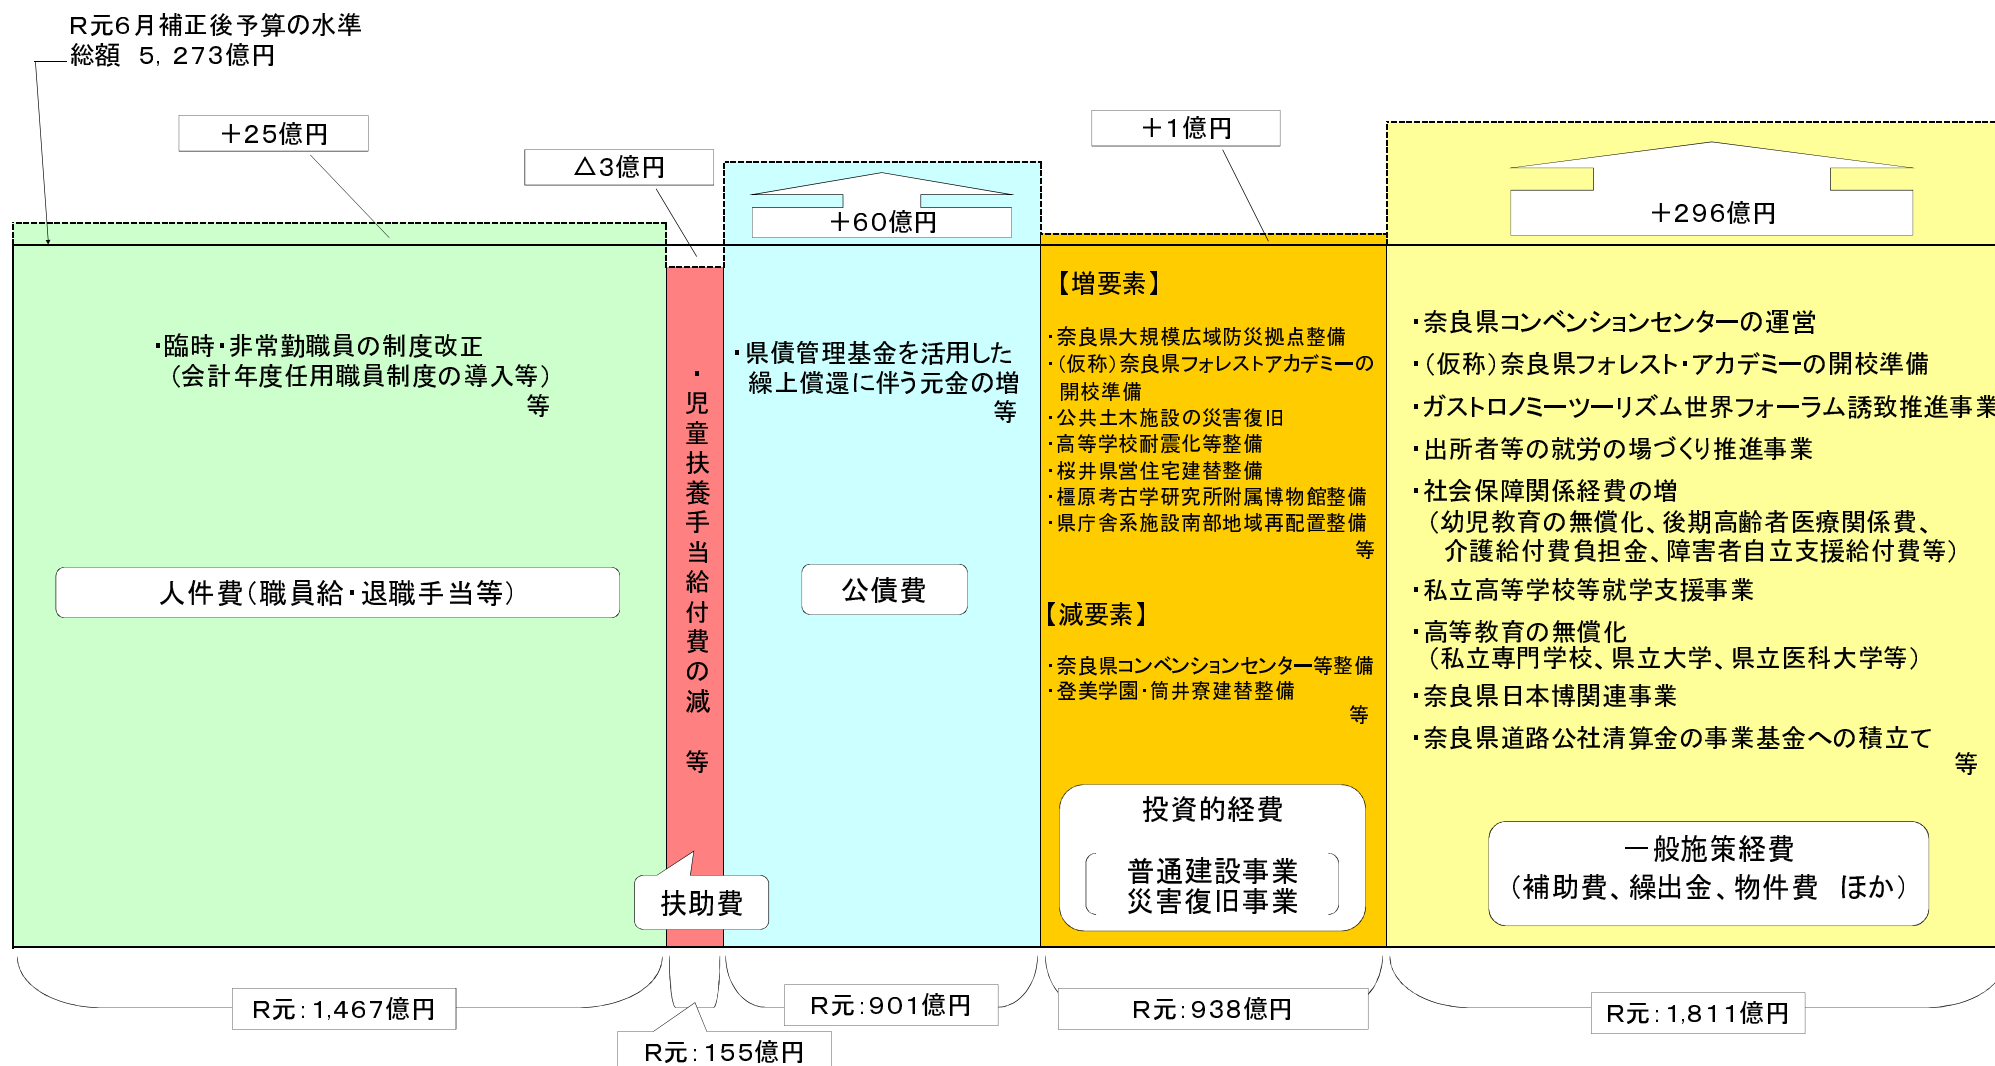 R元6月補正後予算の水準
総額　5，273億円
＋25億円
△3億円
＋60億円
＋1億円
＋296億円
・臨時・非常勤職員の制度改正
（会計年度任用職員制度の導入等）
等
人件費（職員給・退職手当等）
・児童扶養手当給付費の減　等
扶助費
・県債管理基金を活用した
繰上償還に伴う元金の増
等
公債費
【増要素】
・奈良県大規模広域防災拠点整備
・（仮称）奈良県フォレストアカデミーの
開校準備
・公共土木施設の災害復旧
・高等学校耐震化等整備
・桜井県営住宅建替整備
・橿原考古学研究所附属博物館整備
・県庁舎系施設南部地域再配置整備
等
【減要素】
・奈良県コンベンションセンター等整備
・登美学園・筒井寮建替整備
等
投資的経費
普通建設事業
災害復旧事業
・奈良県コンベンションセンターの運営
・（仮称）奈良県フォレスト・アカデミーの開校準備
・ガストロノミーツーリズム世界フォーラム誘致推進事業
・出所者等の就労の場づくり推進事業
・社会保障関係経費の増
（幼児教育の無償化、後期高齢者医療関係費、
介護給付費負担金、障害者自立支援給付費等）
・私立高等学校等就学支援事業
・高等教育の無償化
（私立専門学校、県立大学、県立医科大学等）
・奈良県日本博関連事業
・奈良県道路公社清算金の事業基金への積立て
等
一般施策経費
（補助費、繰出金、物件費　ほか）
R元：1,467億円
R元：155億円
R元：901億円
R元：938億円
R元：1,811億円